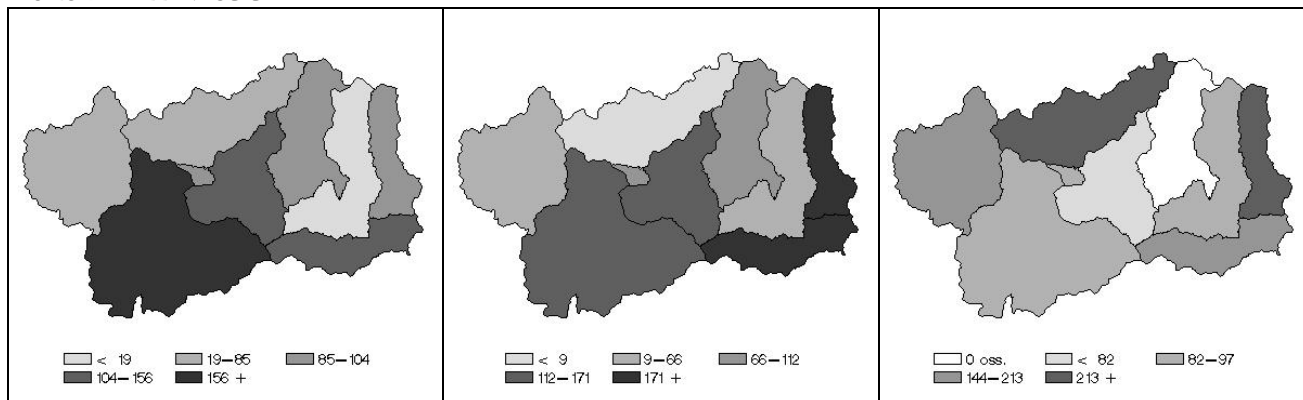 < 19 19-85 85-104
104-156 156 +
< 9 9-66 66-112
112-171 171 +
0 oss. < 82 82-97
144-213 213 +